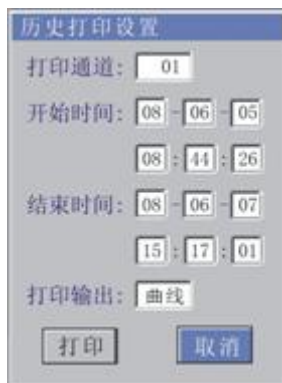 历史打印设置
打印通道: 01
开始时间: 08-06-05
08:44:26
结束时间: 08-06-07
15:17:01
打印输出: 曲线
打印 取消